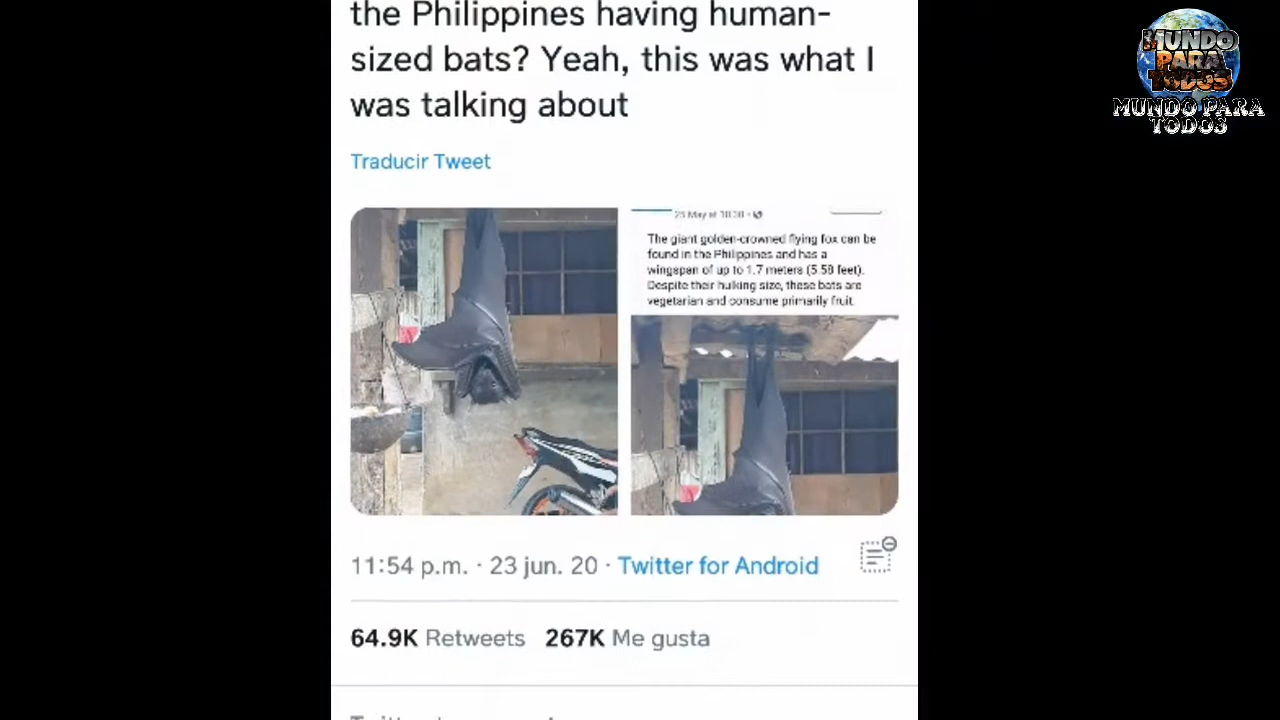 the Philippines having human-
sized bats? Yeah, this was what I
was talking about
Traducir Tweet
The giant golden-crowned flying fox can be
found in the Philippines and has a
wingspan of up to 1.7 meters (5.58 feet).
Despite their hulking size, these bats are
vegetarian and consume primarily fruit.
11:54 p.m. · 23 jun. 20 · Twitter for Android
64.9K Retweets 267K Me gusta
MUNDO
PARA
TODOS
MUNDO PARA
TODOS